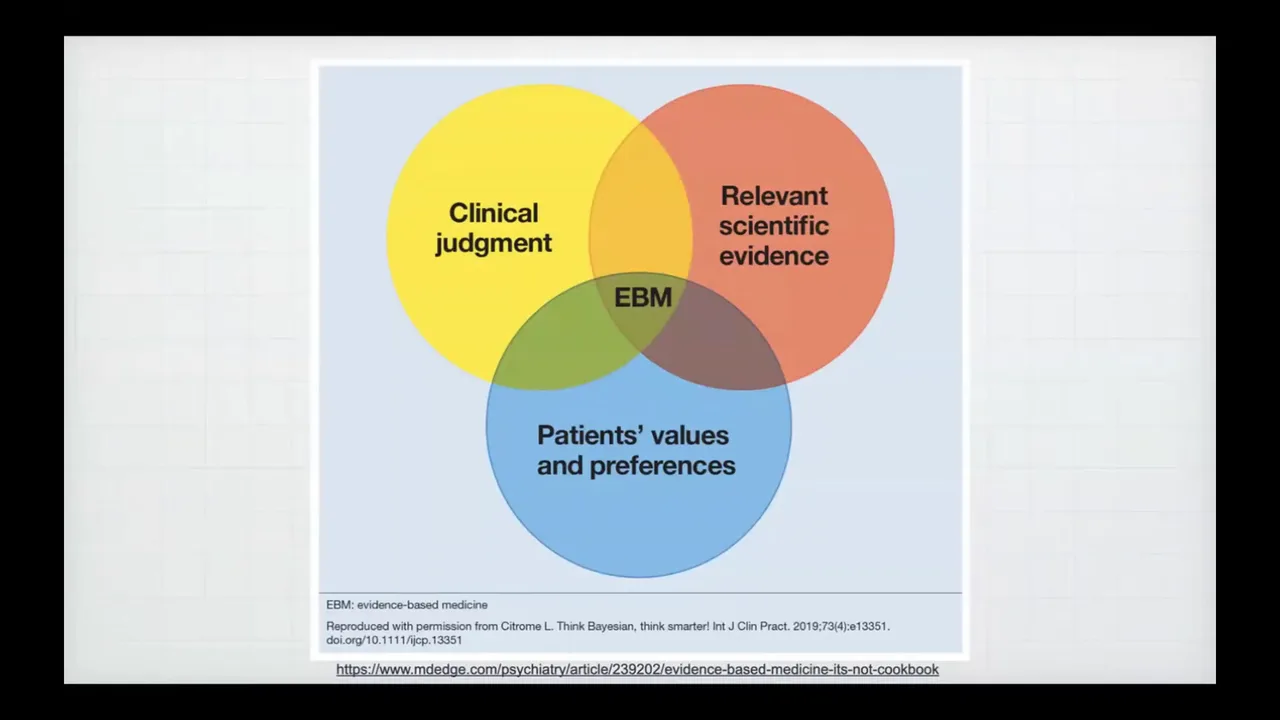 Clinical
judgment
Relevant
scientific
evidence
EBM
Patients’ values
and preferences
EBM: evidence-based medicine
Reproduced with permission from Citrome L. Think Bayesian, think smarter! Int J Clin Pract. 2019;73(4):e13351.
doi.org/10.1111/ijcp.13351
https://www.mdedge.com/psychiatry/article/239202/evidence-based-medicine-its-not-cookbook